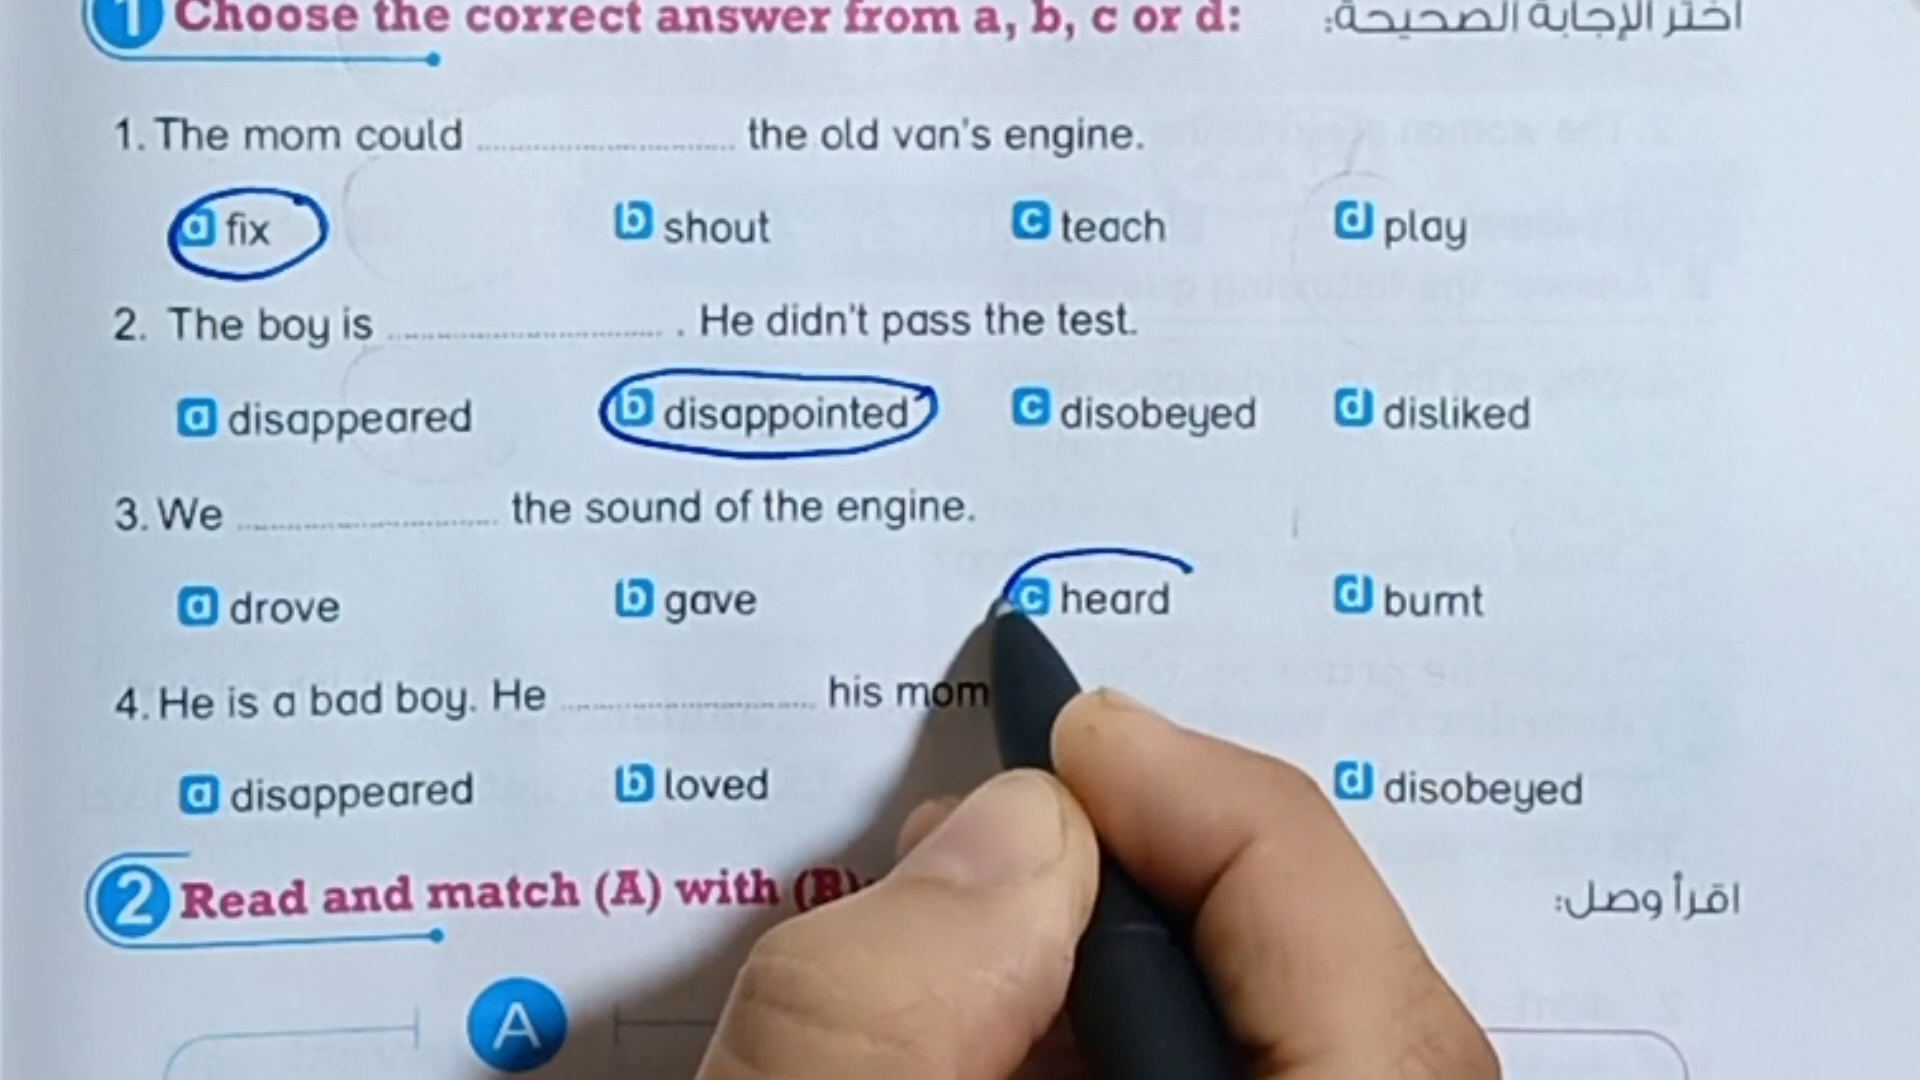 1 Choose the correct answer from a, b, c or d: اختر الإجابة الصحيحة:
1. The mom could ........................ the old van's engine.
a fix b shout c teach d play
2. The boy is ........................ . He didn't pass the test.
a disappeared b disappointed c disobeyed d disliked
3. We ........................ the sound of the engine.
a drove b gave c heard d burnt
4. He is a bad boy. He ........................ his mom
a disappeared b loved d disobeyed
2 Read and match (A) with (B) اقرأ وصل:
A